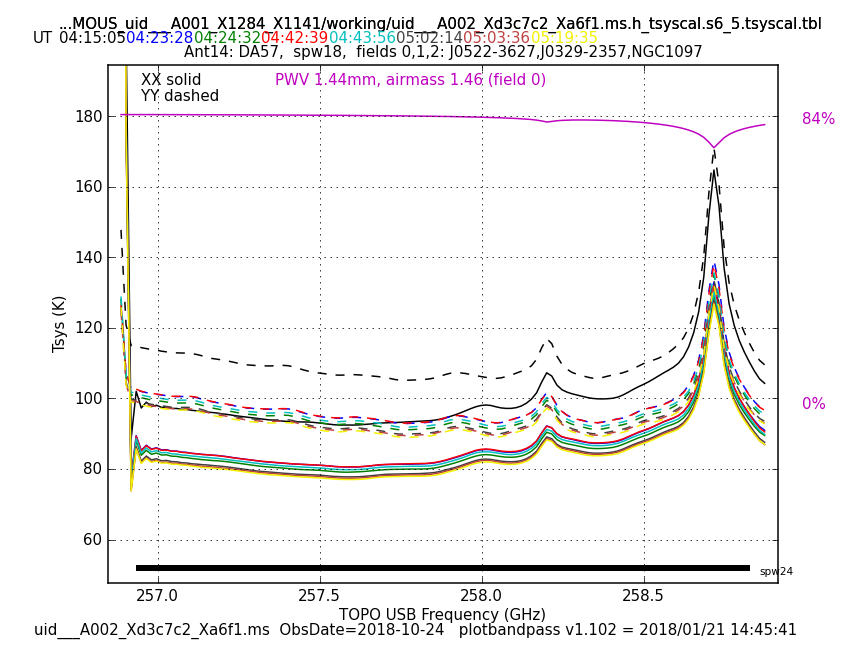 ...MOUS_uid___A001_X1284_X1141/working/uid___A002_Xd3c7c2_Xa6f1.ms.h_tsyscal.s6_5.tsyscal.tbl
UT 04:15:05 04:23:28 04:24:32 04:42:39 04:43:56 05:02:14 05:03:36 05:19:35
Ant14: DA57,  spw18,  fields 0,1,2: J0522-3627,J0329-2357,NGC1097
XX solid
PWV 1.44mm, airmass 1.46 (field 0)
YY dashed
84%
180
160
140
120
100
80
60
0%
Tsys (K)
spw24
257.0 257.5 258.0 258.5
TOPO USB Frequency (GHz)
uid___A002_Xd3c7c2_Xa6f1.ms  ObsDate=2018-10-24   plotbandpass v1.102 = 2018/01/21 14:45:41